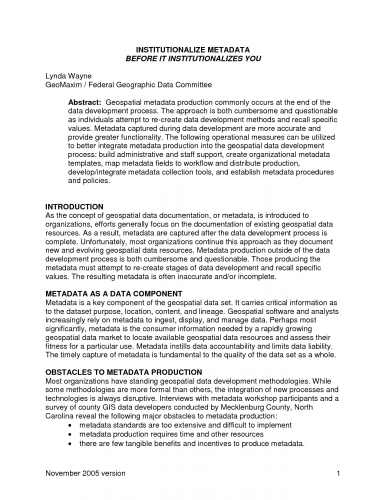 INSTITUTIONALIZE METADATA
BEFORE IT INSTITUTIONALIZES YOU
Lynda Wayne
GeoMaxim / Federal Geographic Data Committee
Abstract: Geospatial metadata production commonly occurs at the end of the
data development process. The approach is both cumbersome and questionable
as individuals attempt to re-create data development methods and recall specific
values. Metadata captured during data development are more accurate and
provide greater functionality. The following operational measures can be utilized
to better integrate metadata production into the geospatial data development
process: build administrative and staff support, create organizational metadata
templates, map metadata fields to workflow and distribute production,
develop/integrate metadata collection tools, and establish metadata procedures
and policies.
INTRODUCTION
As the concept of geospatial data documentation, or metadata, is introduced to
organizations, efforts generally focus on the documentation of existing geospatial data
resources. As a result, metadata are captured after the data development process is
complete. Unfortunately, most organizations continue this approach as they document
new and evolving geospatial data resources. Metadata production outside of the data
development process is both cumbersome and questionable. Those producing the
metadata must attempt to re-create stages of data development and recall specific
values. The resulting metadata is often inaccurate and/or incomplete.
METADATA AS A DATA COMPONENT
Metadata is a key component of the geospatial data set. It carries critical information as
to the dataset purpose, location, content, and lineage. Geospatial software and analysts
increasingly rely on metadata to ingest, display, and manage data. Perhaps most
significantly, metadata is the consumer information needed by a rapidly growing
geospatial data market to locate available geospatial data resources and assess their
fitness for a particular use. Metadata instills data accountability and limits data liability.
The timely capture of metadata is fundamental to the quality of the data set as a whole.
OBSTACLES TO METADATA PRODUCTION
Most organizations have standing geospatial data development methodologies. While
some methodologies are more formal than others, the integration of new processes and
technologies is always disruptive. Interviews with metadata workshop participants and a
survey of county GIS data developers conducted by Mecklenburg County, North
Carolina reveal the following major obstacles to metadata production:
• metadata standards are too extensive and difficult to implement
• metadata production requires time and other resources
• there are few tangible benefits and incentives to produce metadata.
November 2005 version 1